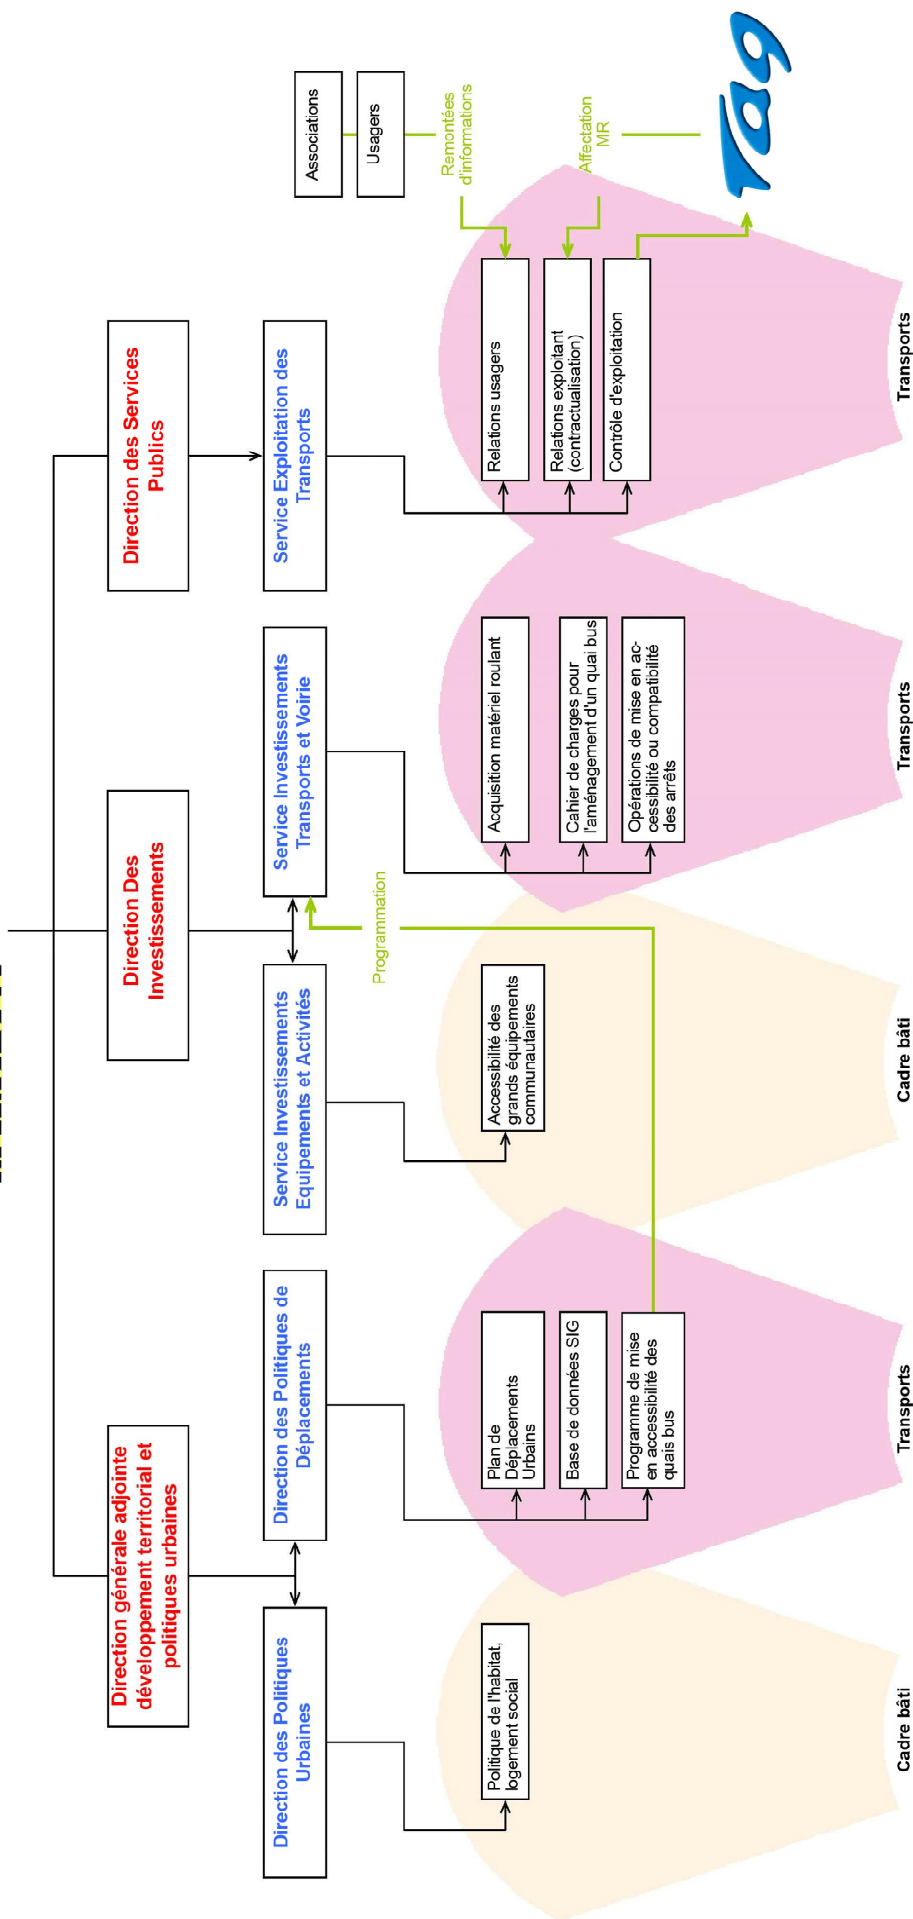 Direction générale adjointe
développement territorial et
politiques urbaines
Direction Des
Investissements
Direction des Services
Publics
Direction des Politiques
Urbaines
Direction des Politiques de
Déplacements
Service Investissements
Equipements et Activités
Service Investissements
Transports et Voirie
Service Exploitation des
Transports
Associations
Usagers
Programmation
Remontées
d'informations
Politique de l'habitat,
logement social
Plan de
Déplacements
Urbains
Base de données SIG
Programme de mise
en accessibilité des
quais bus
Accessibilité des
grands équipements
communautaires
Acquisition matériel roulant
Cahier de charges pour
l'aménagement d'un quai bus
Opérations de mise en ac-
cessibilité ou compatibilité
des arrêts
Relations usagers
Relations exploitant
(contractualisation)
Contrôle d'exploitation
Affectation
MR
Tag
Cadre bâti
Transports
Cadre bâti
Transports
Transports